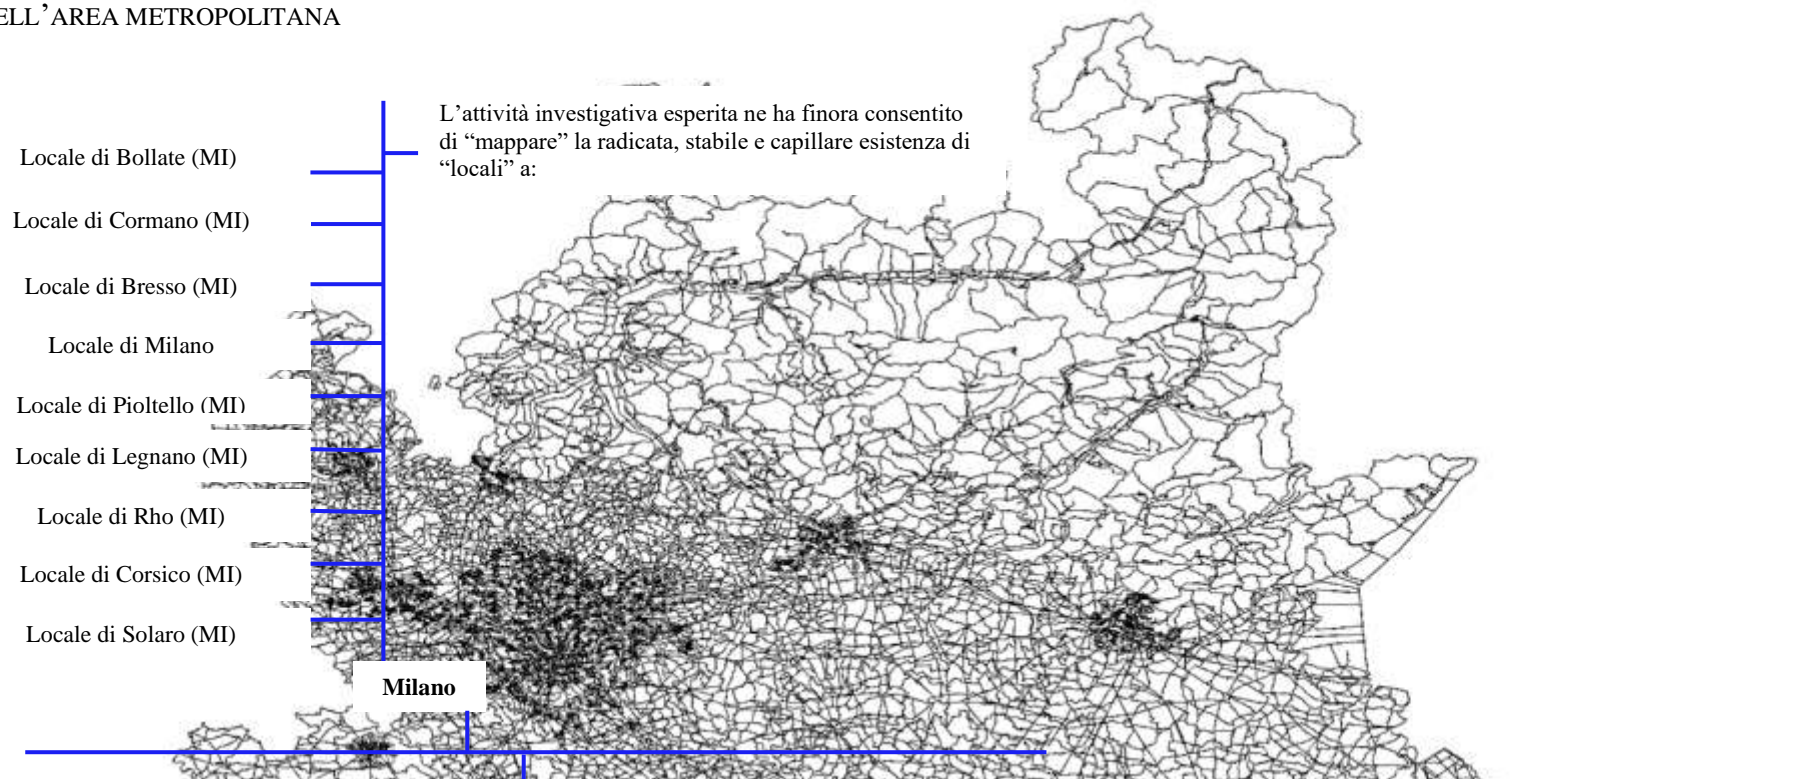 ELL’AREA METROPOLITANA
L’attività investigativa esperita ne ha finora consentito
di “mappare” la radicata, stabile e capillare esistenza di
“locali” a:
Locale di Bollate (MI)
Locale di Cormano (MI)
Locale di Bresso (MI)
Locale di Milano
Locale di Pioltello (MI)
Locale di Legnano (MI)
Locale di Rho (MI)
Locale di Corsico (MI)
Locale di Solaro (MI)
Milano